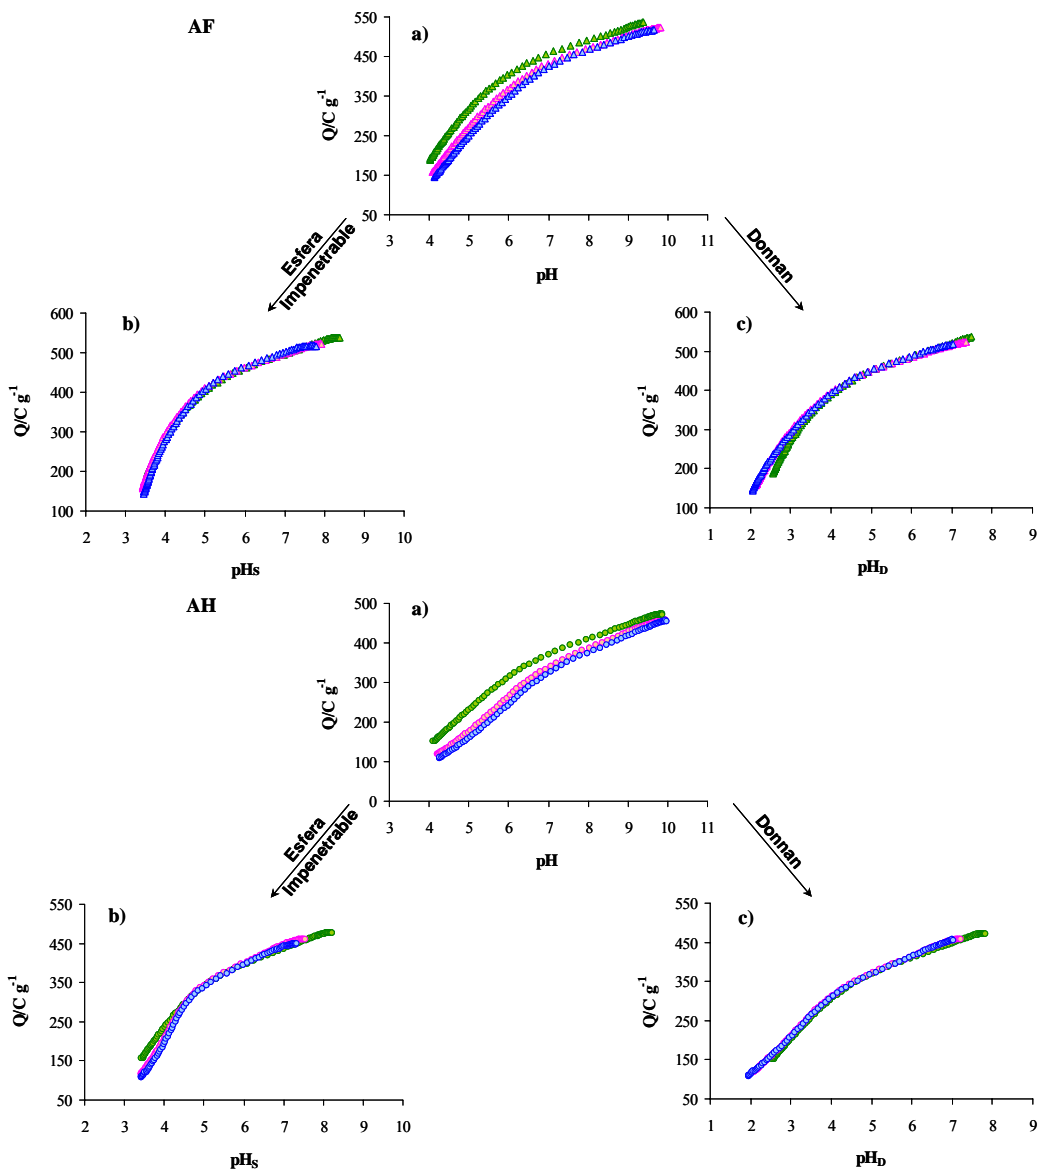 AF
a)
Q/C g⁻¹
550
450
350
250
150
50
3 4 5 6 7 8 9 10 11
pH
Esfera
Impenetrable
Donnan
b)
Q/C g⁻¹
600
500
400
300
200
100
2 3 4 5 6 7 8 9 10
pHs
c)
Q/C g⁻¹
600
500
400
300
200
100
1 2 3 4 5 6 7 8 9
pH_D
AH
a)
Q/C g⁻¹
500
400
300
200
100
0
3 4 5 6 7 8 9 10 11
pH
Esfera
Impenetrable
Donnan
b)
Q/C g⁻¹
550
450
350
250
150
50
2 3 4 5 6 7 8 9 10
pH_S
c)
Q/C g⁻¹
550
450
350
250
150
50
1 2 3 4 5 6 7 8 9
pH_D